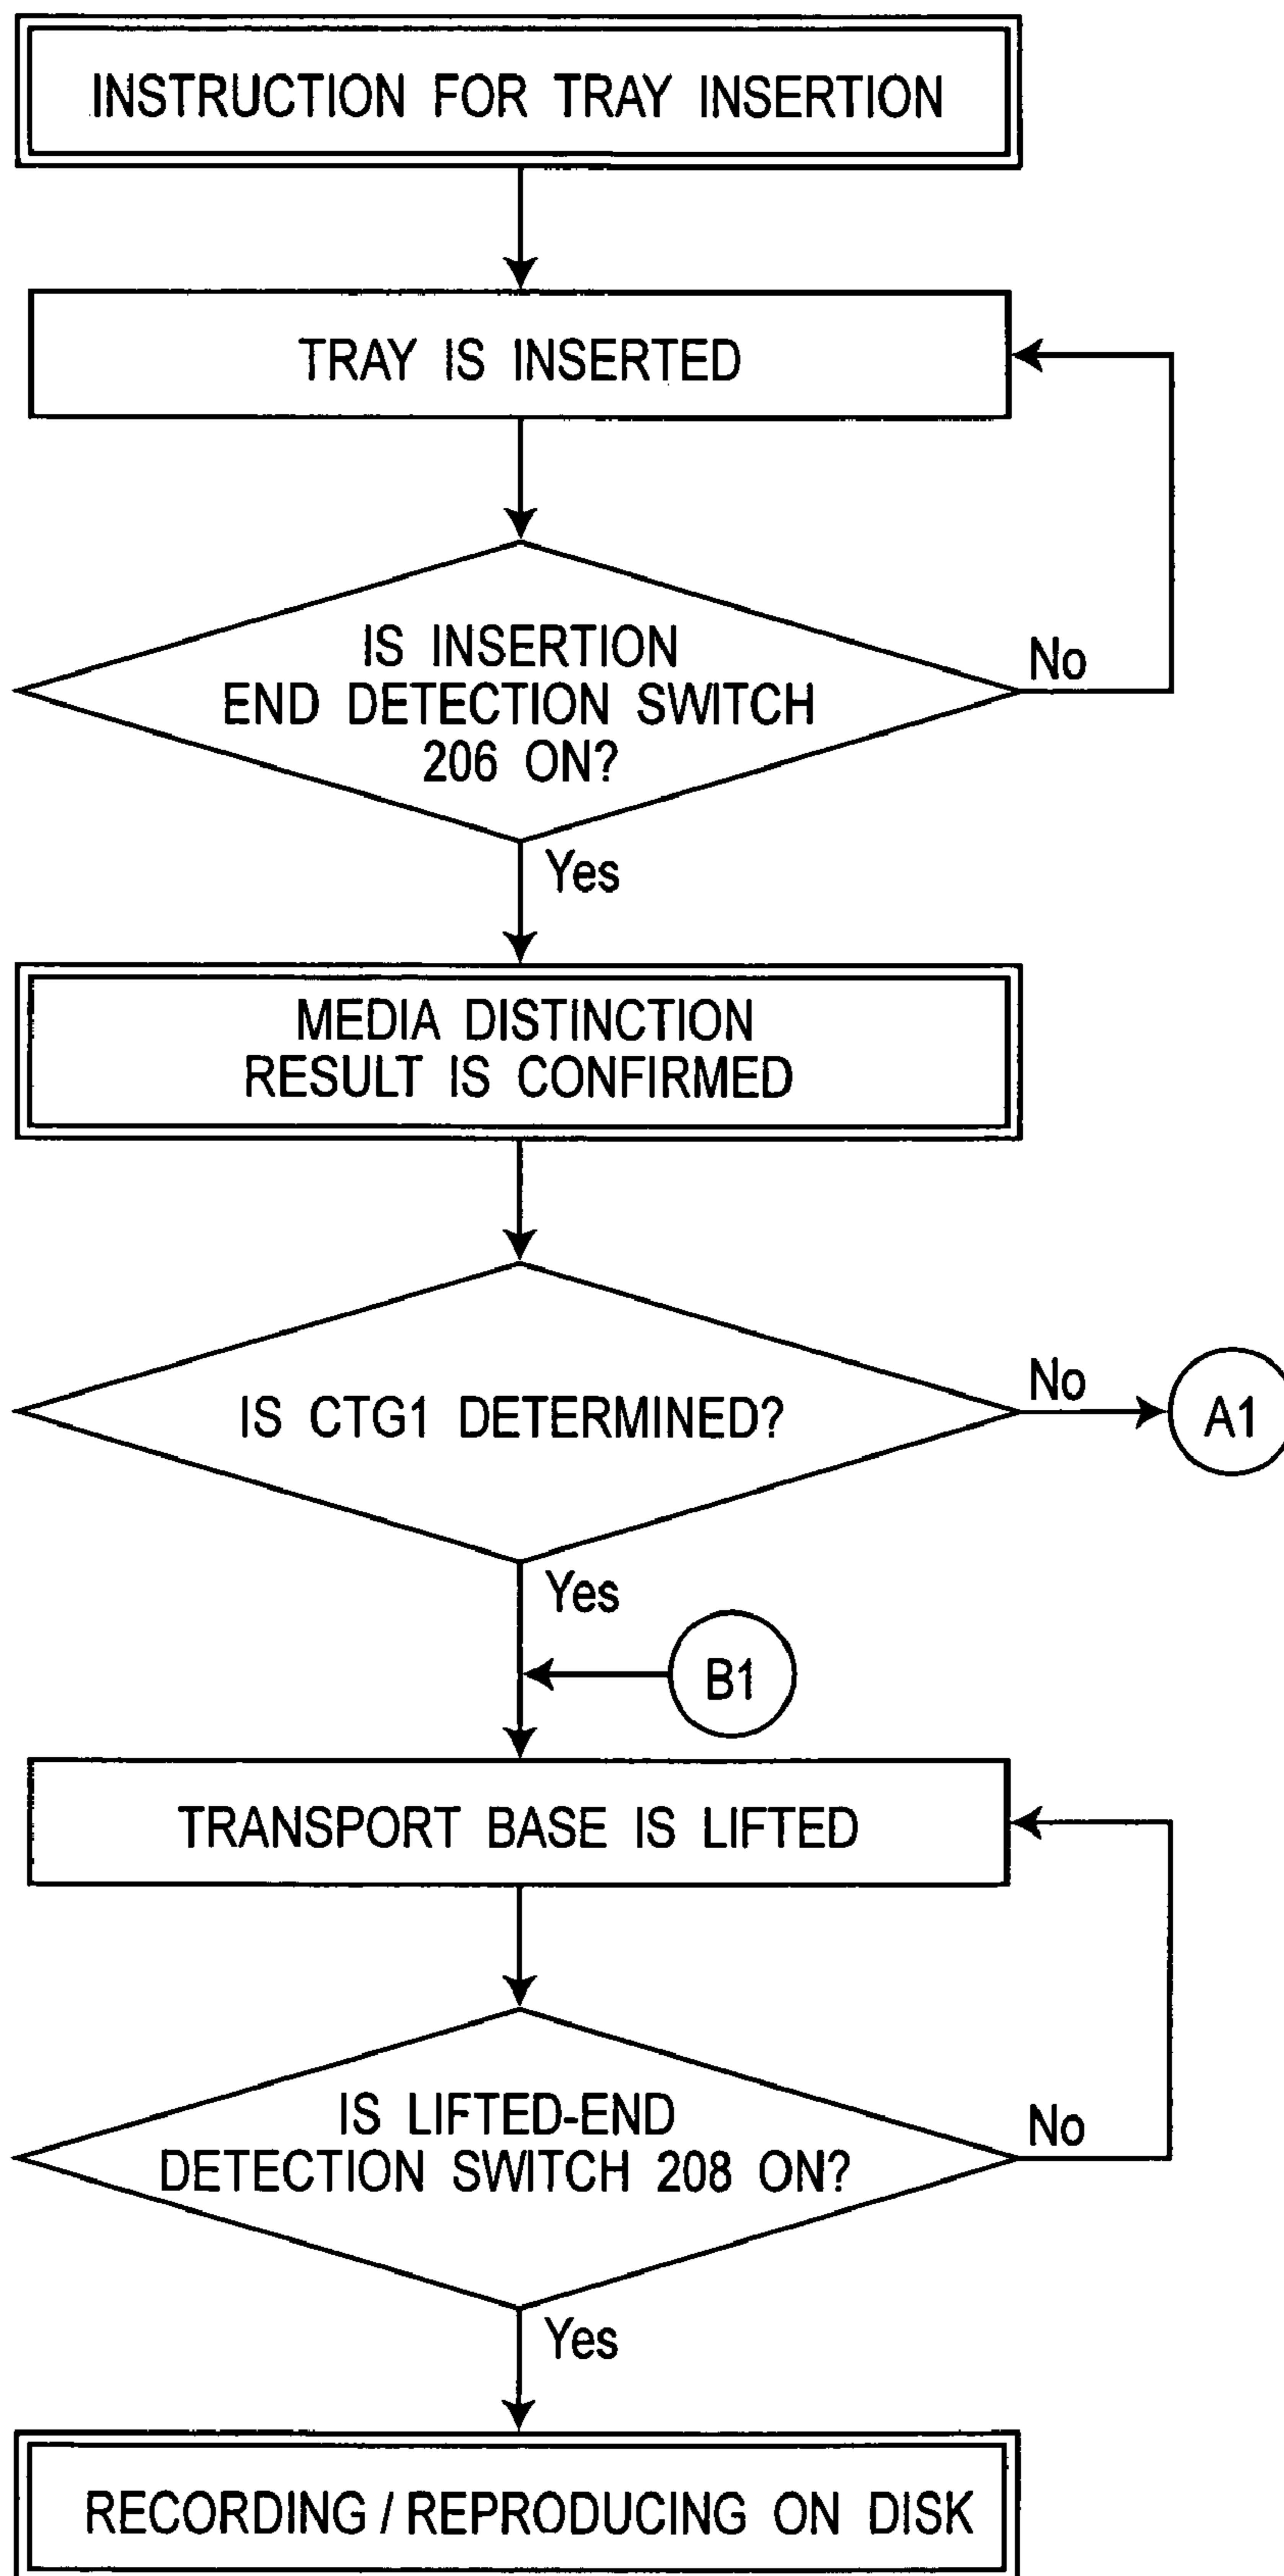 INSTRUCTION FOR TRAY INSERTION
TRAY IS INSERTED
IS INSERTION
END DETECTION SWITCH
206 ON?
No
Yes
MEDIA DISTINCTION
RESULT IS CONFIRMED
IS CTG1 DETERMINED?
No
A1
Yes
B1
TRANSPORT BASE IS LIFTED
IS LIFTED-END
DETECTION SWITCH 208 ON?
No
Yes
RECORDING / REPRODUCING ON DISK